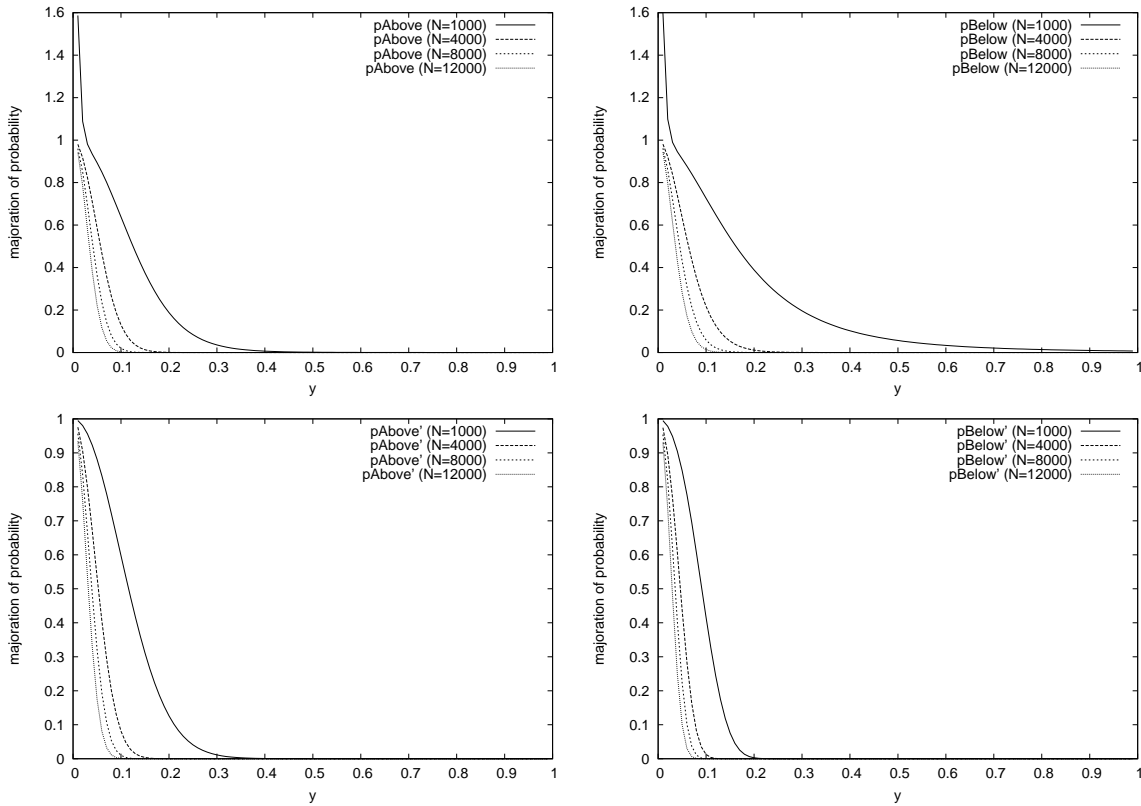 1.6
1.4
1.2
1
0.8
0.6
0.4
0.2
0
majoration of probability
pAbove (N=1000)
pAbove (N=4000)
pAbove (N=8000)
pAbove (N=12000)
0 0.1 0.2 0.3 0.4 0.5 0.6 0.7 0.8 0.9 1
y
1.6
1.4
1.2
1
0.8
0.6
0.4
0.2
0
majoration of probability
pBelow (N=1000)
pBelow (N=4000)
pBelow (N=8000)
pBelow (N=12000)
0 0.1 0.2 0.3 0.4 0.5 0.6 0.7 0.8 0.9 1
y
1
0.9
0.8
0.7
0.6
0.5
0.4
0.3
0.2
0.1
0
majoration of probability
pAbove' (N=1000)
pAbove' (N=4000)
pAbove' (N=8000)
pAbove' (N=12000)
0 0.1 0.2 0.3 0.4 0.5 0.6 0.7 0.8 0.9 1
y
1
0.9
0.8
0.7
0.6
0.5
0.4
0.3
0.2
0.1
0
majoration of probability
pBelow' (N=1000)
pBelow' (N=4000)
pBelow' (N=8000)
pBelow' (N=12000)
0 0.1 0.2 0.3 0.4 0.5 0.6 0.7 0.8 0.9 1
y